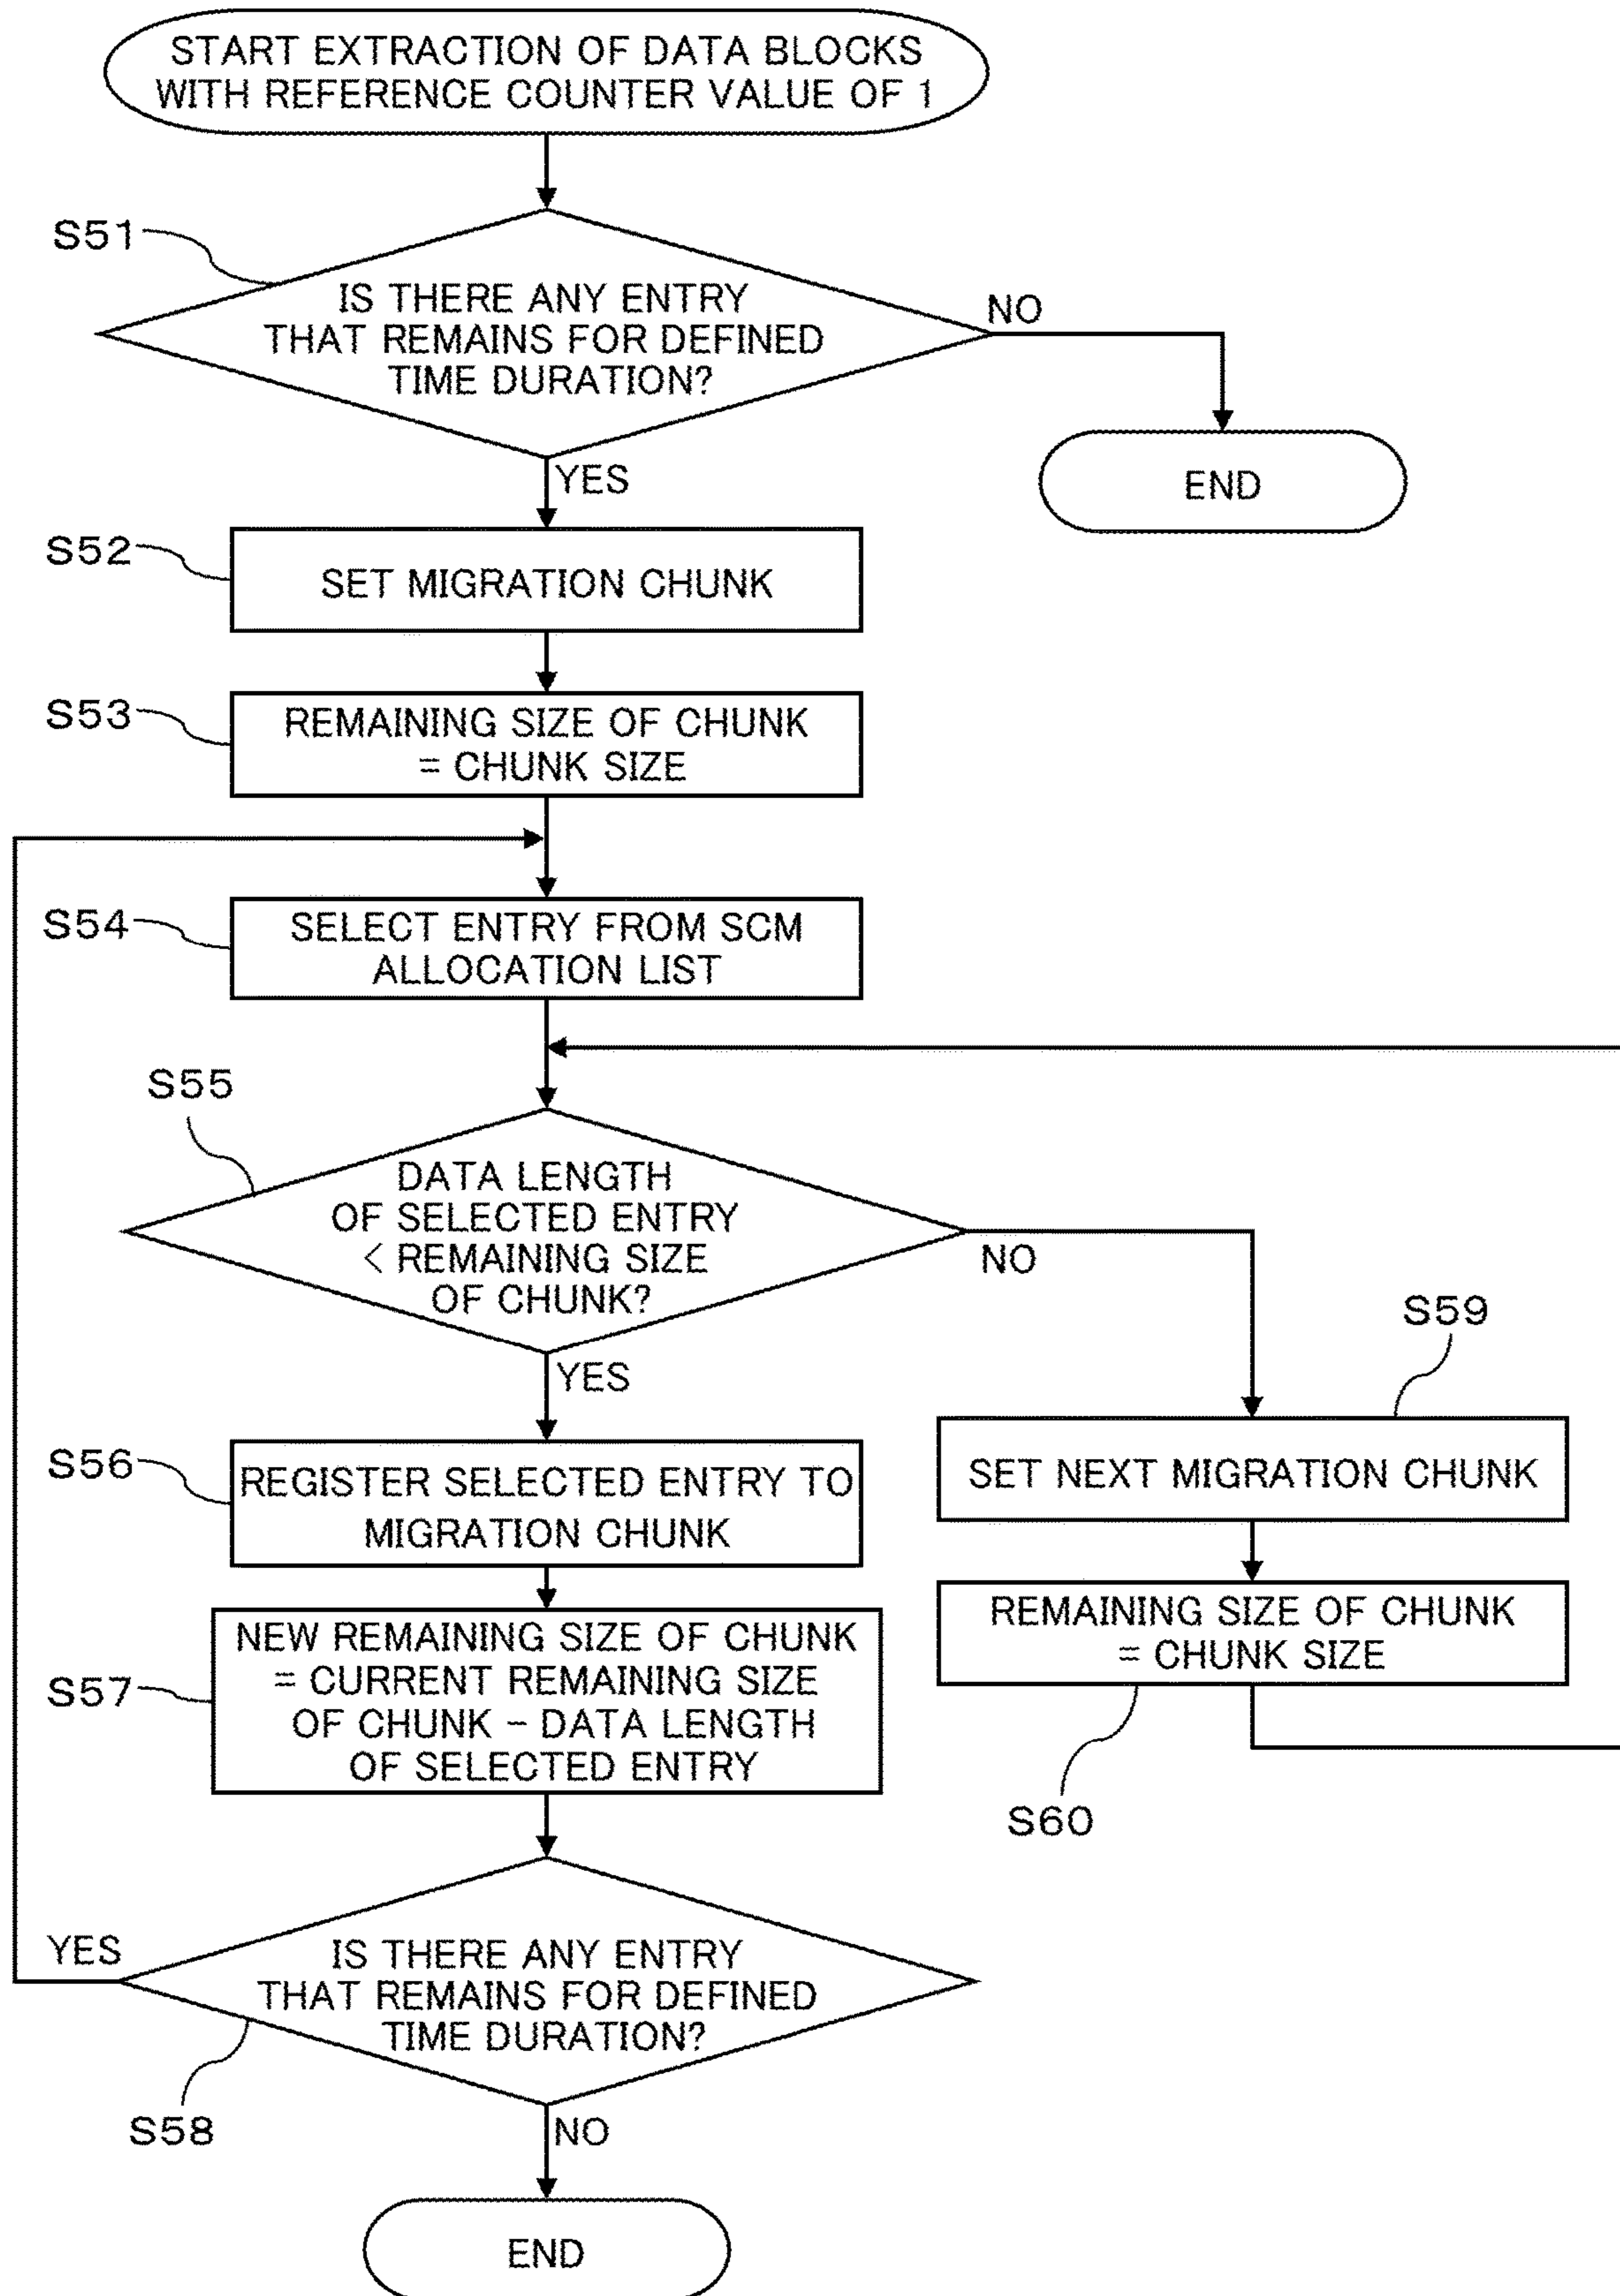 START EXTRACTION OF DATA BLOCKS
WITH REFERENCE COUNTER VALUE OF 1
S51
IS THERE ANY ENTRY
THAT REMAINS FOR DEFINED
TIME DURATION?
NO
END
YES
S52
SET MIGRATION CHUNK
S53
REMAINING SIZE OF CHUNK
= CHUNK SIZE
S54
SELECT ENTRY FROM SCM
ALLOCATION LIST
S55
DATA LENGTH
OF SELECTED ENTRY
< REMAINING SIZE
OF CHUNK?
NO
YES
S59
SET NEXT MIGRATION CHUNK
S56
REGISTER SELECTED ENTRY TO
MIGRATION CHUNK
REMAINING SIZE OF CHUNK
= CHUNK SIZE
S60
S57
NEW REMAINING SIZE OF CHUNK
= CURRENT REMAINING SIZE
OF CHUNK - DATA LENGTH
OF SELECTED ENTRY
YES
IS THERE ANY ENTRY
THAT REMAINS FOR DEFINED
TIME DURATION?
S58
NO
END